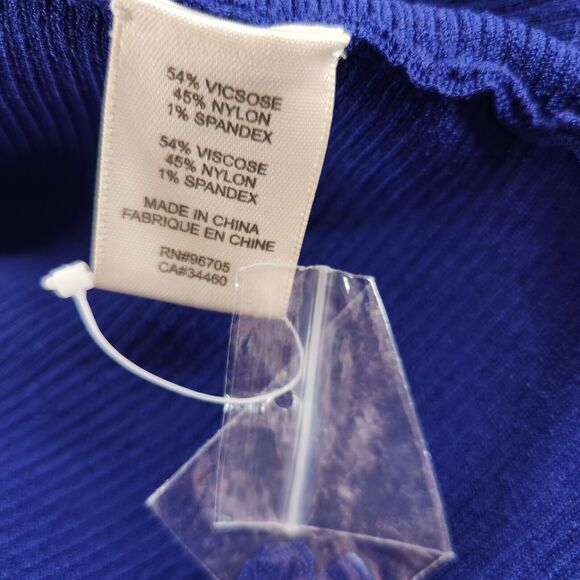 54% VICSOSE
45% NYLON
1% SPANDEX
54% VISCOSE
45% NYLON
1% SPANDEX
MADE IN CHINA
FABRIQUE EN CHINE
RN#96705
CA#34460